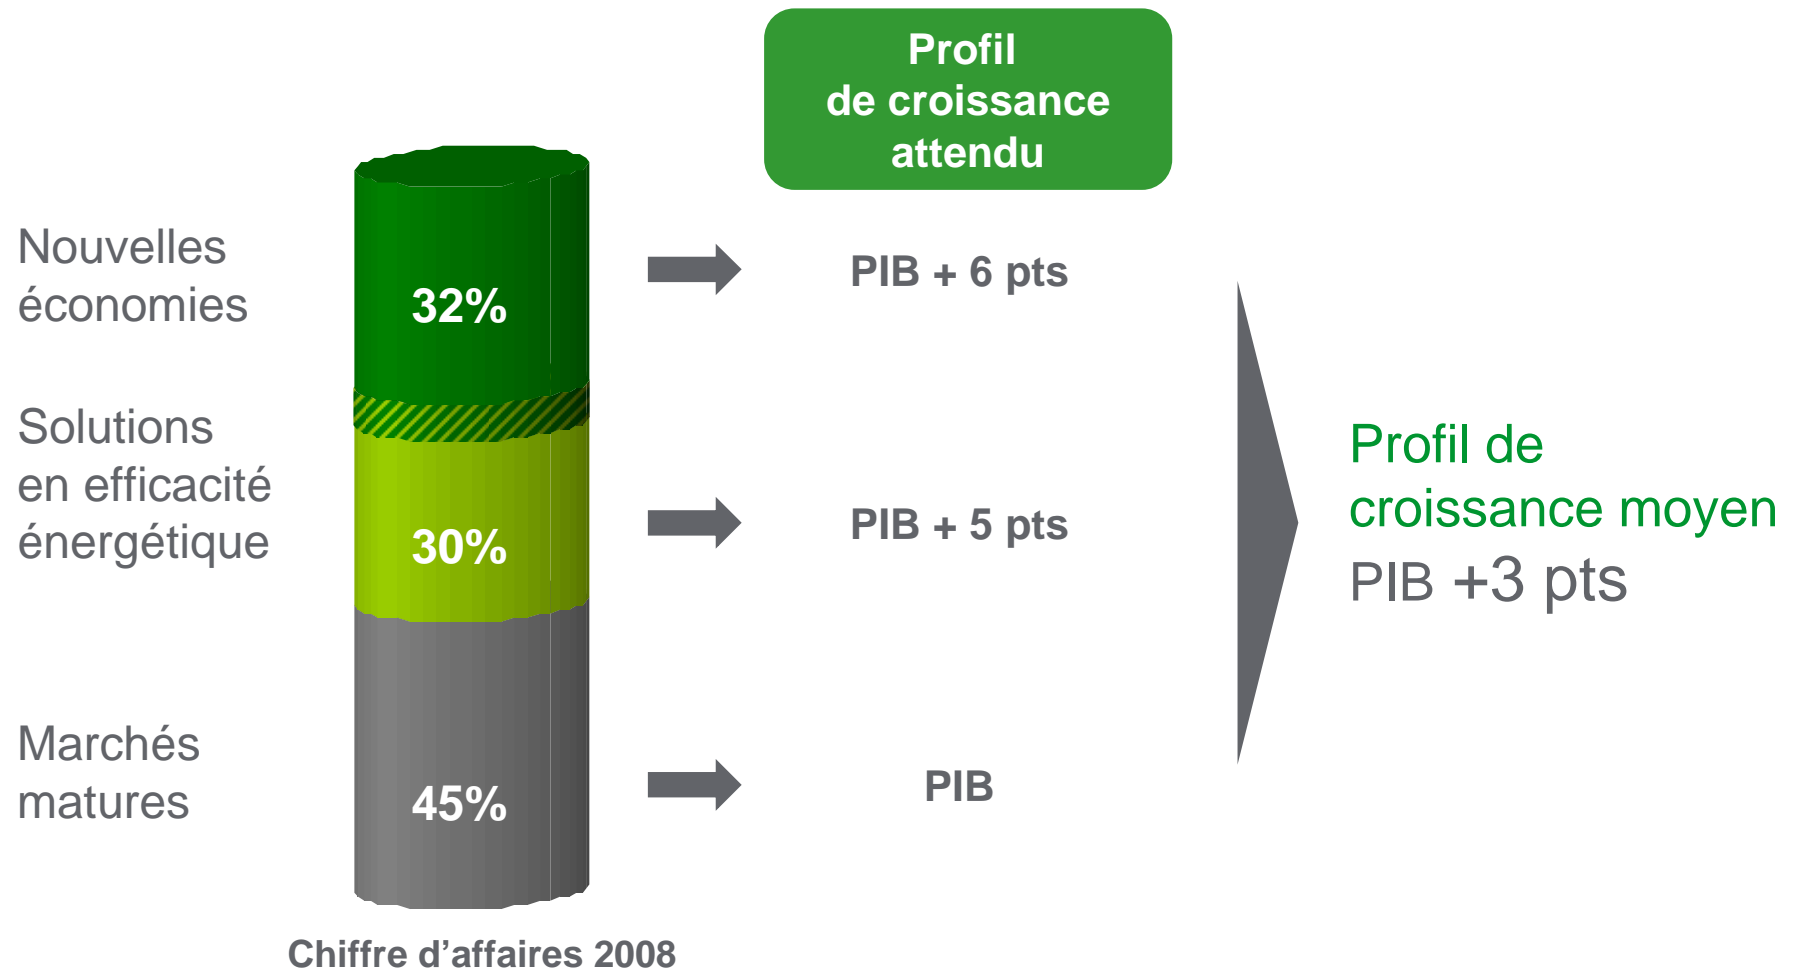 Profil
de croissance
attendu
Nouvelles
économies
32%
PIB + 6 pts
Solutions
en efficacité
énergétique
30%
PIB + 5 pts
Marchés
matures
45%
PIB
Profil de
croissance moyen
PIB +3 pts
Chiffre d’affaires 2008